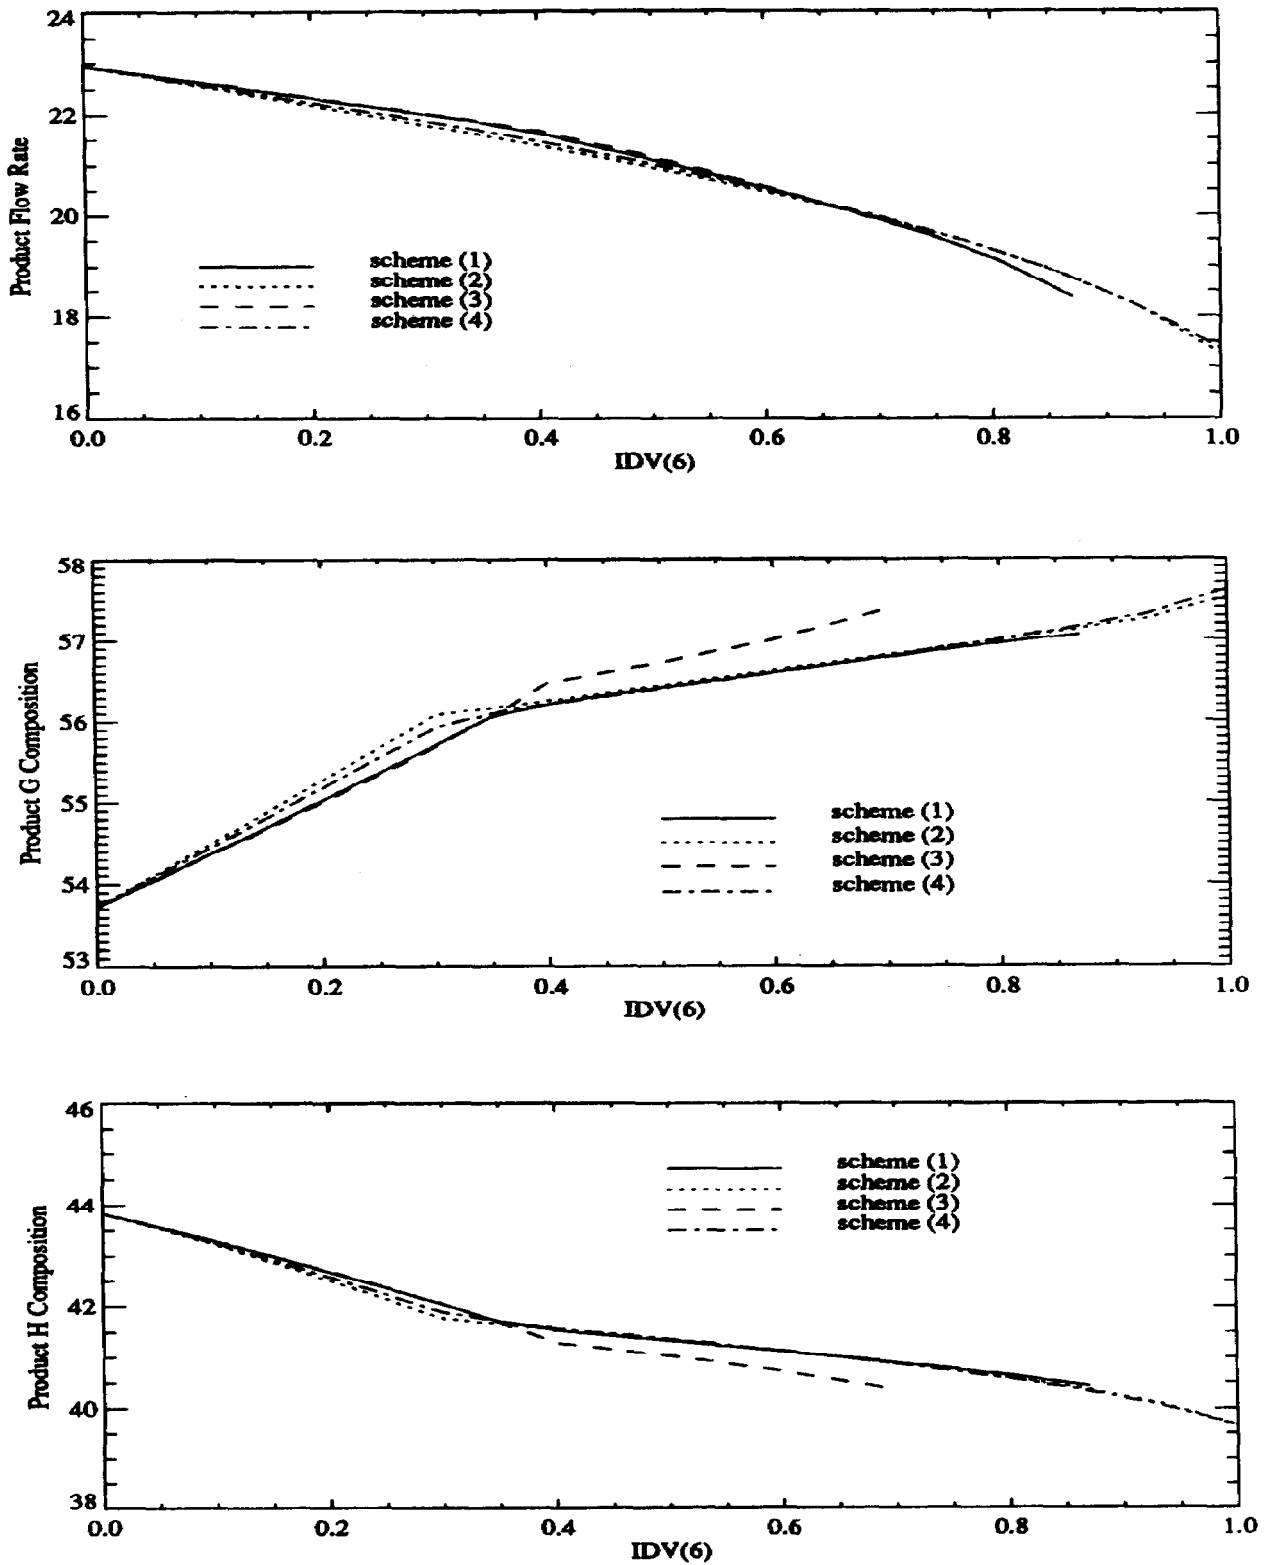 24
22
20
18
16
Product Flow Rate
scheme (1)
scheme (2)
scheme (3)
scheme (4)
0.0 0.2 0.4 0.6 0.8 1.0
IDV(6)
58
57
56
55
54
53
Product G Composition
scheme (1)
scheme (2)
scheme (3)
scheme (4)
0.0 0.2 0.4 0.6 0.8 1.0
IDV(6)
46
44
42
40
38
Product H Composition
scheme (1)
scheme (2)
scheme (3)
scheme (4)
0.0 0.2 0.4 0.6 0.8 1.0
IDV(6)